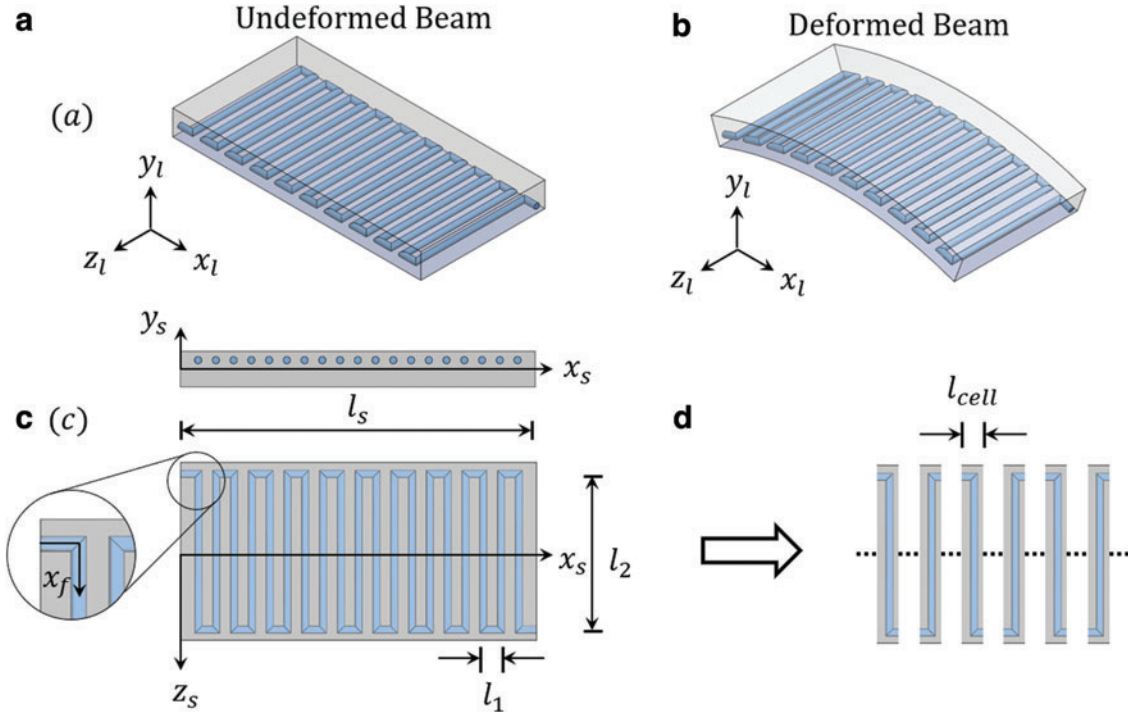 a Undeformed Beam
b Deformed Beam
(a)
y_l
z_l x_l
y_l
z_l x_l
y_s
x_s
c (c)
l_s
d
l_cell
x_f
x_s
l_2
z_s
l_1